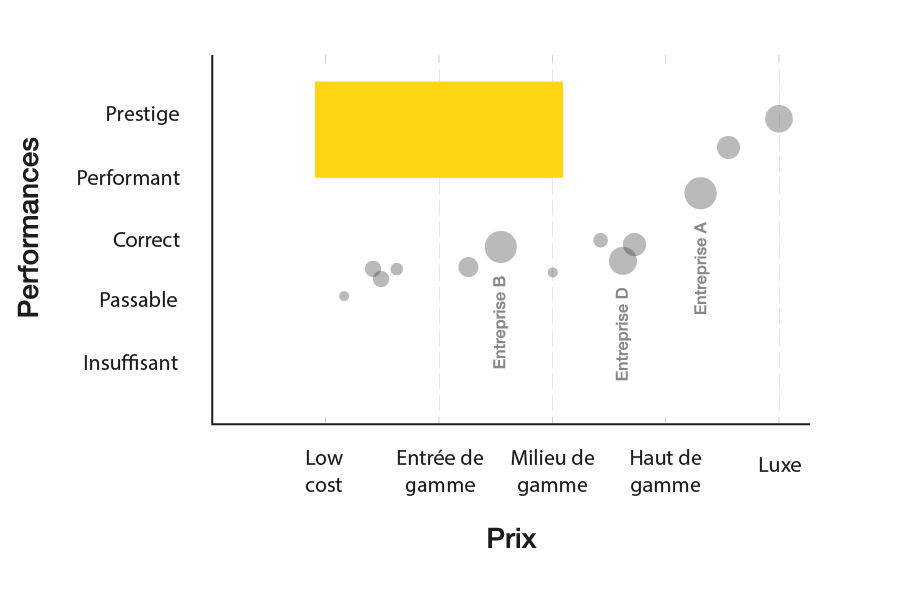 Performances
Prestige
Performant
Correct
Passable
Insuffisant
Entreprise B
Entreprise D
Entreprise A
Low
cost
Entrée de
gamme
Milieu de
gamme
Haut de
gamme
Luxe
Prix